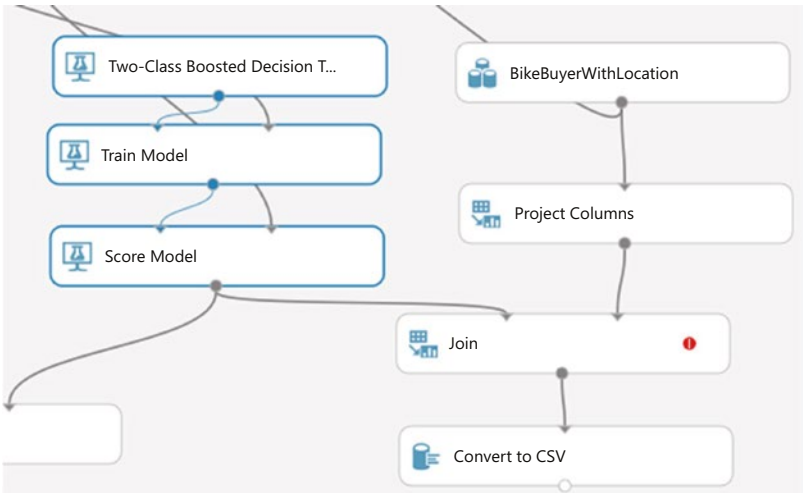 Two-Class Boosted Decision T...
BikeBuyerWithLocation
Train Model
Project Columns
Score Model
Join
Convert to CSV